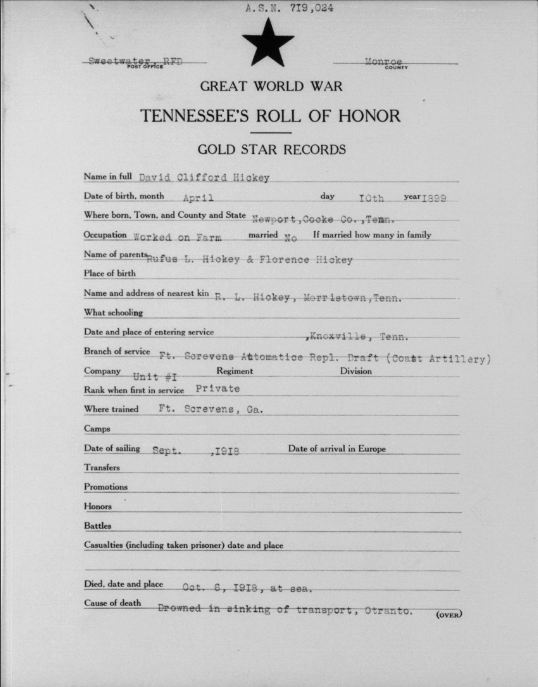 A.S.N. 719,024
Sweetwater, RFD Monroe
POST OFFICE COUNTY
GREAT WORLD WAR
TENNESSEE'S ROLL OF HONOR
GOLD STAR RECORDS
Name in full David Clifford Hickey
Date of birth, month April day IOth year I899
Where born, Town, and County and State Newport,Cocke Co.,Tenn.
Occupation Worked on Farm married No If married how many in family
Name of parents Rufus L. Hickey & Florence Hickey
Place of birth
Name and address of nearest kin R. L. Hickey, Morristown,Tenn.
What schooling
Date and place of entering service ,Knoxville, Tenn.
Branch of service Ft. Screvens Automatics Repl. Draft (Coast Artillery)
Company Unit #I Regiment Division
Rank when first in service Private
Where trained Ft. Screvens, Ga.
Camps
Date of sailing Sept. ,I9I8 Date of arrival in Europe
Transfers
Promotions
Honors
Battles
Casualties (including taken prisoner) date and place
Died, date and place Oct. 6, I9I8, at sea.
Cause of death Drowned in sinking of transport, Otranto.
(OVER)